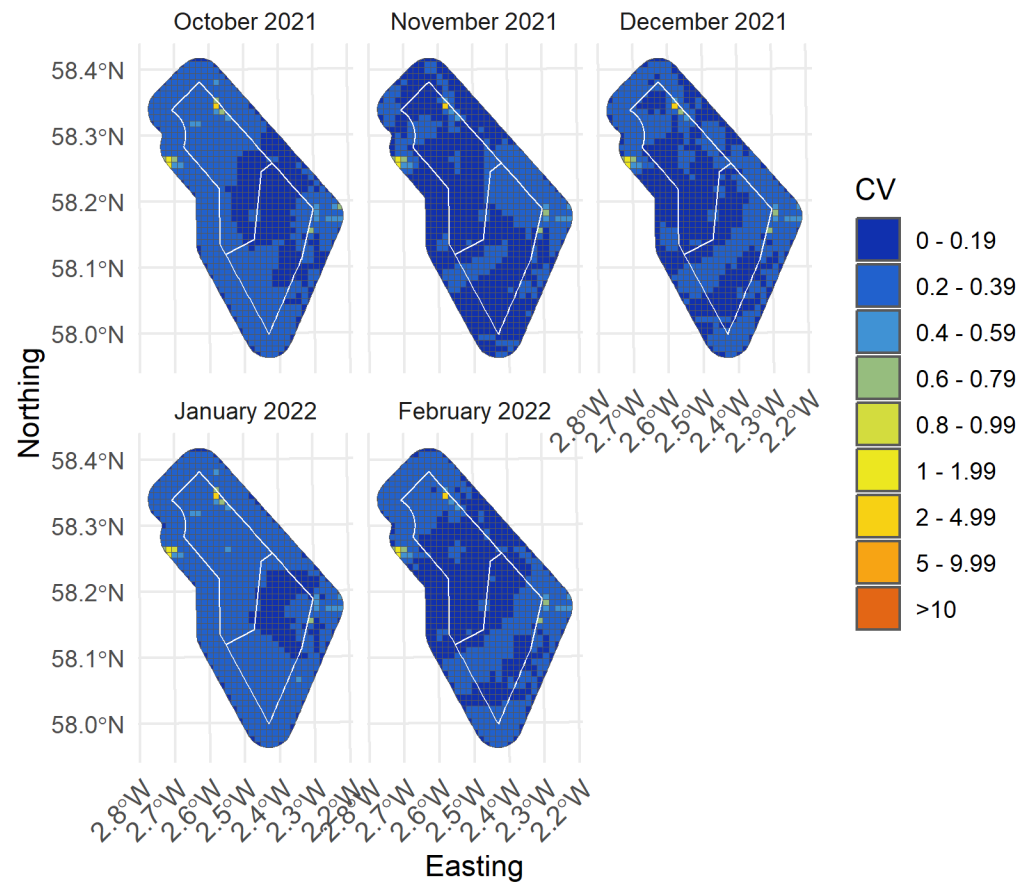 October 2021
November 2021
December 2021
58.4°N
58.3°N
58.2°N
58.1°N
58.0°N
2.8°W
2.7°W
2.6°W
2.5°W
2.4°W
2.3°W
2.2°W
January 2022
February 2022
58.4°N
58.3°N
58.2°N
58.1°N
58.0°N
2.8°W
2.7°W
2.6°W
2.5°W
2.4°W
2.3°W
2.2°W
2.8°W
2.7°W
2.6°W
2.5°W
2.4°W
2.3°W
2.2°W
Northing
Easting
CV
0 - 0.19
0.2 - 0.39
0.4 - 0.59
0.6 - 0.79
0.8 - 0.99
1 - 1.99
2 - 4.99
5 - 9.99
>10